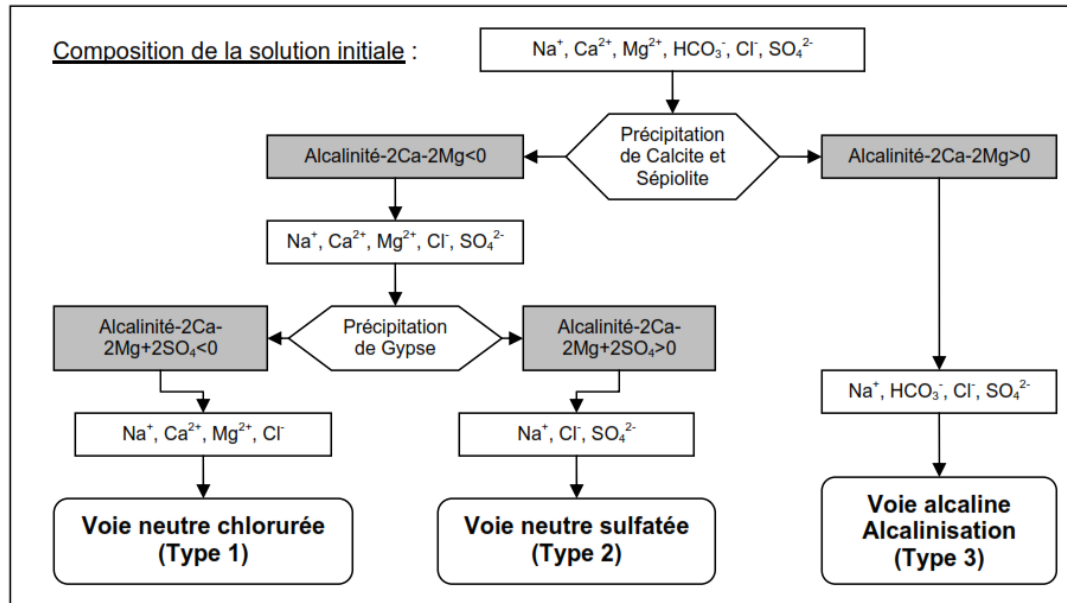 Composition de la solution initiale :
Na⁺, Ca²⁺, Mg²⁺, HCO₃⁻, Cl⁻, SO₄²⁻
Précipitation
de Calcite et
Sépiolite
Alcalinité-2Ca-2Mg<0
Alcalinité-2Ca-2Mg>0
Na⁺, Ca²⁺, Mg²⁺, Cl⁻, SO₄²⁻
Alcalinité-2Ca-
2Mg+2SO₄<0
Précipitation
de Gypse
Alcalinité-2Ca-
2Mg+2SO₄>0
Na⁺, HCO₃⁻, Cl⁻, SO₄²⁻
Na⁺, Ca²⁺, Mg²⁺, Cl⁻
Na⁺, Cl⁻, SO₄²⁻
Voie neutre chlorurée
(Type 1)
Voie neutre sulfatée
(Type 2)
Voie alcaline
Alcalinisation
(Type 3)